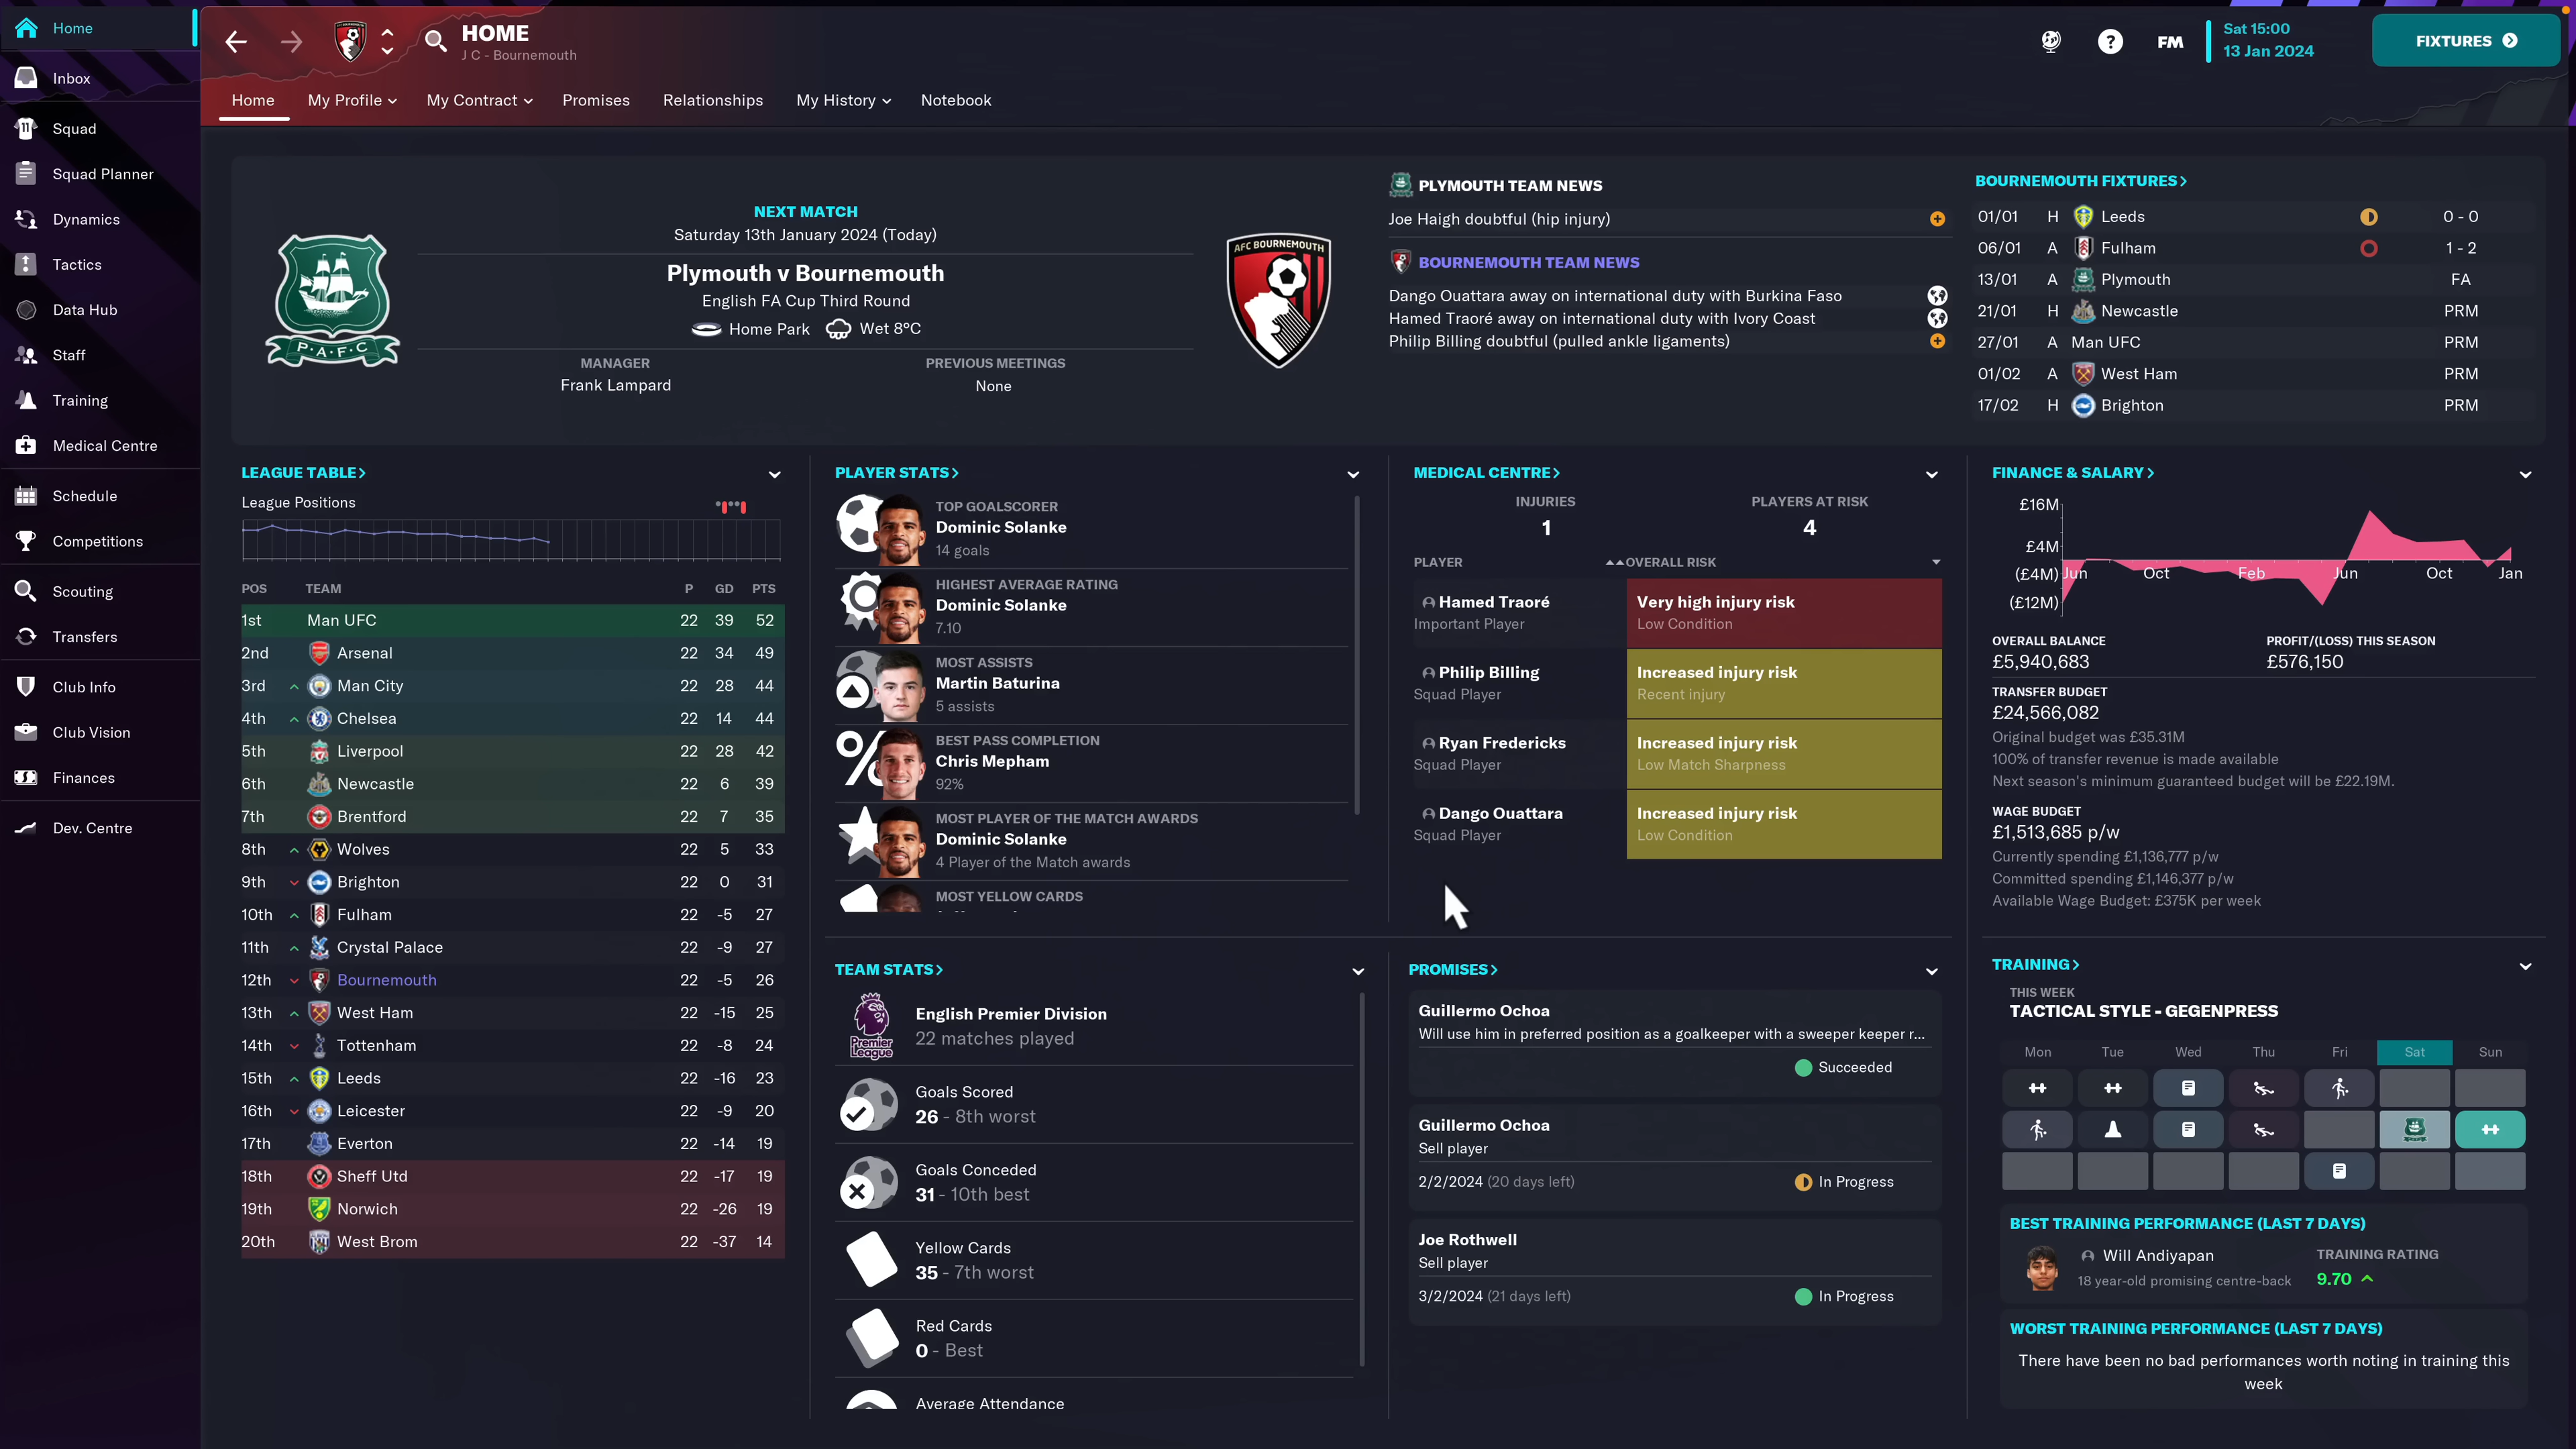 Home
Inbox
Squad
Squad Planner
Dynamics
Tactics
Data Hub
Staff
Training
Medical Centre
Schedule
Competitions
Scouting
Transfers
Club Info
Club Vision
Finances
Dev. Centre
HOME
J C - Bournemouth
FM
Sat 15:00
13 Jan 2024
FIXTURES
Home My Profile My Contract Promises Relationships My History Notebook
NEXT MATCH
Saturday 13th January 2024 (Today)
Plymouth v Bournemouth
English FA Cup Third Round
Home Park Wet 8°C
MANAGER PREVIOUS MEETINGS
Frank Lampard None
P.A.F.C
AFC BOURNEMOUTH
PLYMOUTH TEAM NEWS
Joe Haigh doubtful (hip injury)
BOURNEMOUTH TEAM NEWS
Dango Ouattara away on international duty with Burkina Faso
Hamed Traoré away on international duty with Ivory Coast
Philip Billing doubtful (pulled ankle ligaments)
BOURNEMOUTH FIXTURES
01/01 H Leeds 0 - 0
06/01 A Fulham 1 - 2
13/01 A Plymouth FA
21/01 H Newcastle PRM
27/01 A Man UFC PRM
01/02 A West Ham PRM
17/02 H Brighton PRM
LEAGUE TABLE
League Positions
POS TEAM P GD PTS
1st Man UFC 22 39 52
2nd Arsenal 22 34 49
3rd Man City 22 28 44
4th Chelsea 22 14 44
5th Liverpool 22 28 42
6th Newcastle 22 6 39
7th Brentford 22 7 35
8th Wolves 22 5 33
9th Brighton 22 0 31
10th Fulham 22 -5 27
11th Crystal Palace 22 -9 27
12th Bournemouth 22 -5 26
13th West Ham 22 -15 25
14th Tottenham 22 -8 24
15th Leeds 22 -16 23
16th Leicester 22 -9 20
17th Everton 22 -14 19
18th Sheff Utd 22 -17 19
19th Norwich 22 -26 19
20th West Brom 22 -37 14
PLAYER STATS
TOP GOALSCORER
Dominic Solanke
14 goals
HIGHEST AVERAGE RATING
Dominic Solanke
7.10
MOST ASSISTS
Martin Baturina
5 assists
BEST PASS COMPLETION
Chris Mepham
92%
MOST PLAYER OF THE MATCH AWARDS
Dominic Solanke
4 Player of the Match awards
MOST YELLOW CARDS
TEAM STATS
Premier League
English Premier Division
22 matches played
Goals Scored
26 - 8th worst
Goals Conceded
31 - 10th best
Yellow Cards
35 - 7th worst
Red Cards
0 - Best
Average Attendance
MEDICAL CENTRE
INJURIES PLAYERS AT RISK
1 4
PLAYER OVERALL RISK
Hamed Traoré Very high injury risk
Important Player Low Condition
Philip Billing Increased injury risk
Squad Player Recent injury
Ryan Fredericks Increased injury risk
Squad Player Low Match Sharpness
Dango Ouattara Increased injury risk
Squad Player Low Condition
PROMISES
Guillermo Ochoa
Will use him in preferred position as a goalkeeper with a sweeper keeper r...
Succeeded
Guillermo Ochoa
Sell player
2/2/2024 (20 days left) In Progress
Joe Rothwell
Sell player
3/2/2024 (21 days left) In Progress
FINANCE & SALARY
£16M
£4M
(£4M)
(£12M)
Jun Oct Feb Jun Oct Jan
OVERALL BALANCE PROFIT/(LOSS) THIS SEASON
£5,940,683 £576,150
TRANSFER BUDGET
£24,566,082
Original budget was £35.31M
100% of transfer revenue is made available
Next season's minimum guaranteed budget will be £22.19M.
WAGE BUDGET
£1,513,685 p/w
Currently spending £1,136,777 p/w
Committed spending £1,146,377 p/w
Available Wage Budget: £375K per week
TRAINING
THIS WEEK
TACTICAL STYLE - GEGENPRESS
Mon Tue Wed Thu Fri Sat Sun
BEST TRAINING PERFORMANCE (LAST 7 DAYS)
Will Andiyapan TRAINING RATING
18 year-old promising centre-back 9.70
WORST TRAINING PERFORMANCE (LAST 7 DAYS)
There have been no bad performances worth noting in training this
week